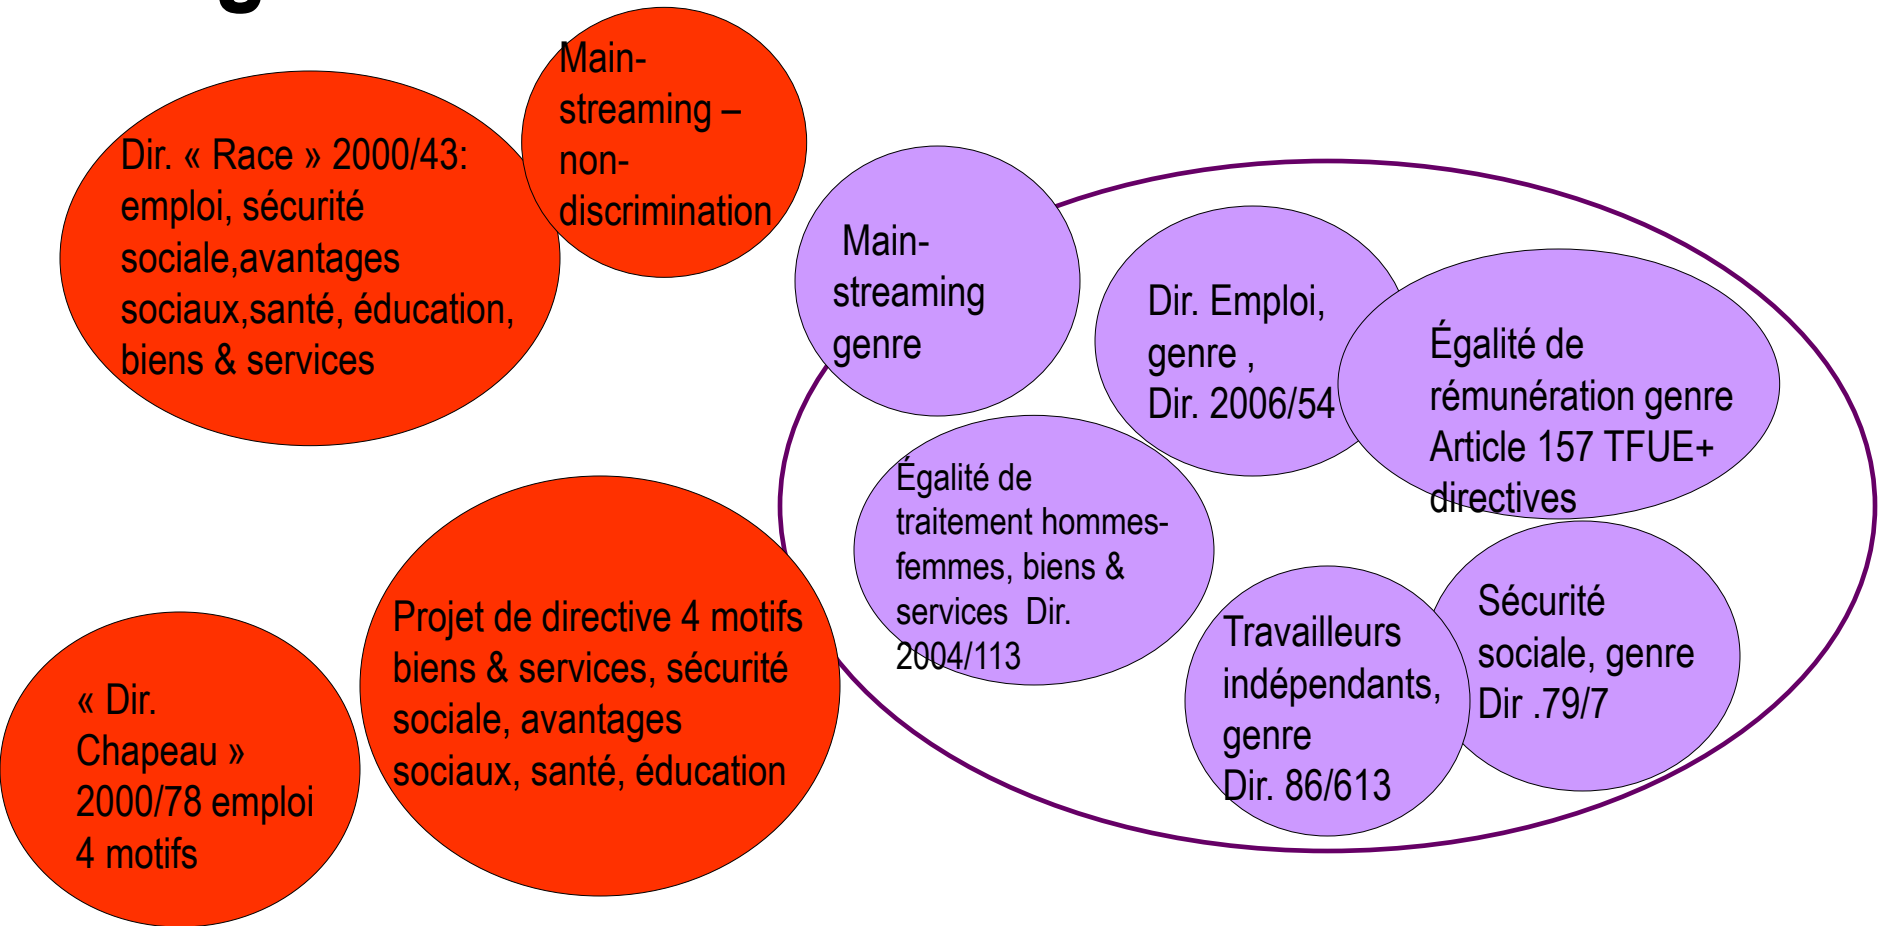 g
Main-
streaming –
non-
discrimination
Dir. « Race » 2000/43:
emploi, sécurité
sociale,avantages
sociaux,santé, éducation,
biens & services
Main-
streaming
genre
Dir. Emploi,
genre ,
Dir. 2006/54
Égalité de
rémunération genre
Article 157 TFUE+
directives
Égalité de
traitement hommes-
femmes, biens &
services  Dir.
2004/113
Projet de directive 4 motifs
biens & services, sécurité
sociale, avantages
sociaux, santé, éducation
Travailleurs
indépendants,
genre
Dir. 86/613
Sécurité
sociale, genre
Dir .79/7
« Dir.
Chapeau »
2000/78 emploi
4 motifs